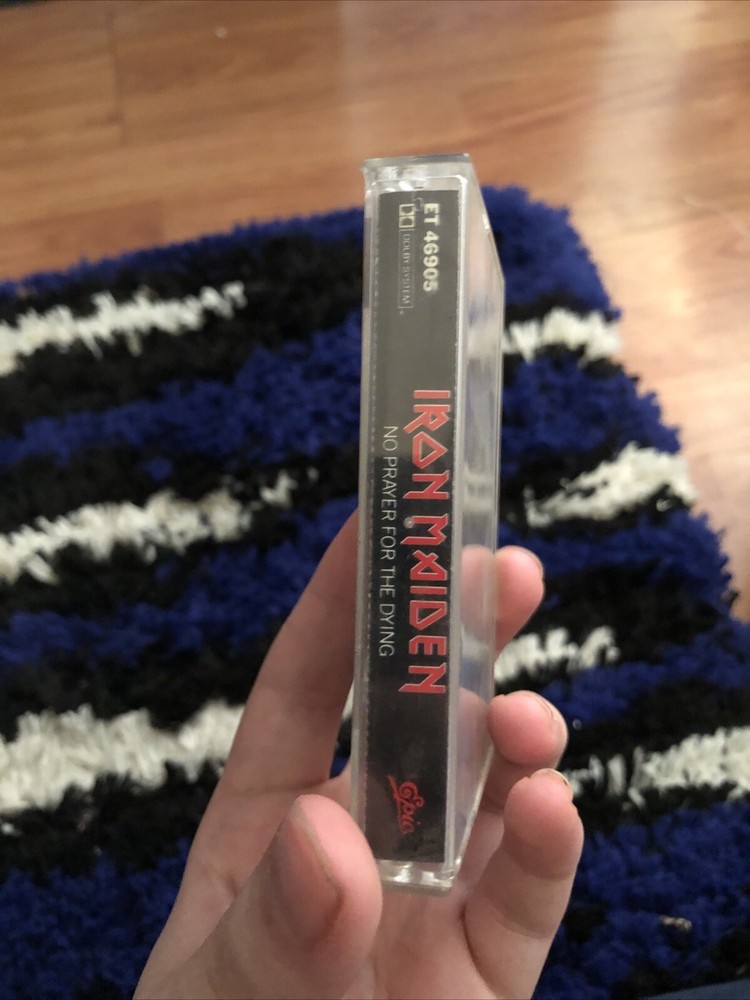 ET 46905
DOLBY SYSTEM
IRON MAIDEN
NO PRAYER FOR THE DYING
Epic